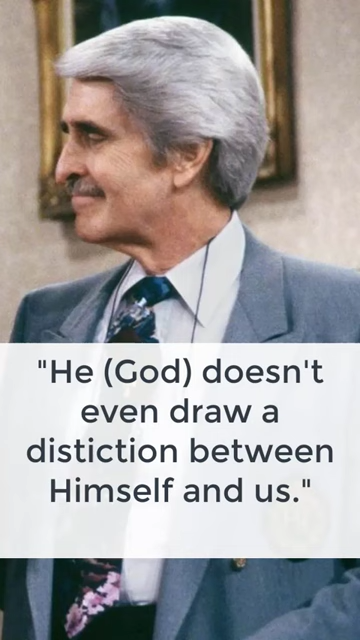 "He (God) doesn't
even draw a
distiction between
Himself and us."